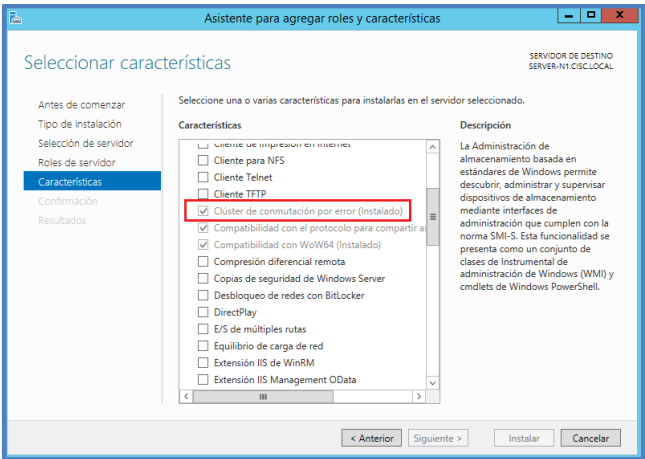 Asistente para agregar roles y características
Seleccionar características
SERVIDOR DE DESTINO
SERVER-N1.CISC.LOCAL
Antes de comenzar
Tipo de instalación
Selección de servidor
Roles de servidor
Características
Confirmación
Resultados
Seleccione una o varias características para instalarlas en el servidor seleccionado.
Características
Cliente de impresión en Internet
Cliente para NFS
Cliente Telnet
Cliente TFTP
Clúster de conmutación por error (Instalado)
Compatibilidad con el protocolo para compartir
Compatibilidad con WoW64 (Instalado)
Compresión diferencial remota
Copias de seguridad de Windows Server
Desbloqueo de redes con BitLocker
DirectPlay
E/S de múltiples rutas
Equilibrio de carga de red
Extensión IIS de WinRM
Extensión IIS Management OData
Descripción
La Administración de
almacenamiento basada en
estándares de Windows permite
descubrir, administrar y supervisar
dispositivos de almacenamiento
mediante interfaces de
administración que cumplen con la
norma SMI-S. Esta funcionalidad se
presenta como un conjunto de
clases de Instrumental de
administración de Windows (WMI) y
cmdlets de Windows PowerShell.
< Anterior
Siguiente >
Instalar
Cancelar